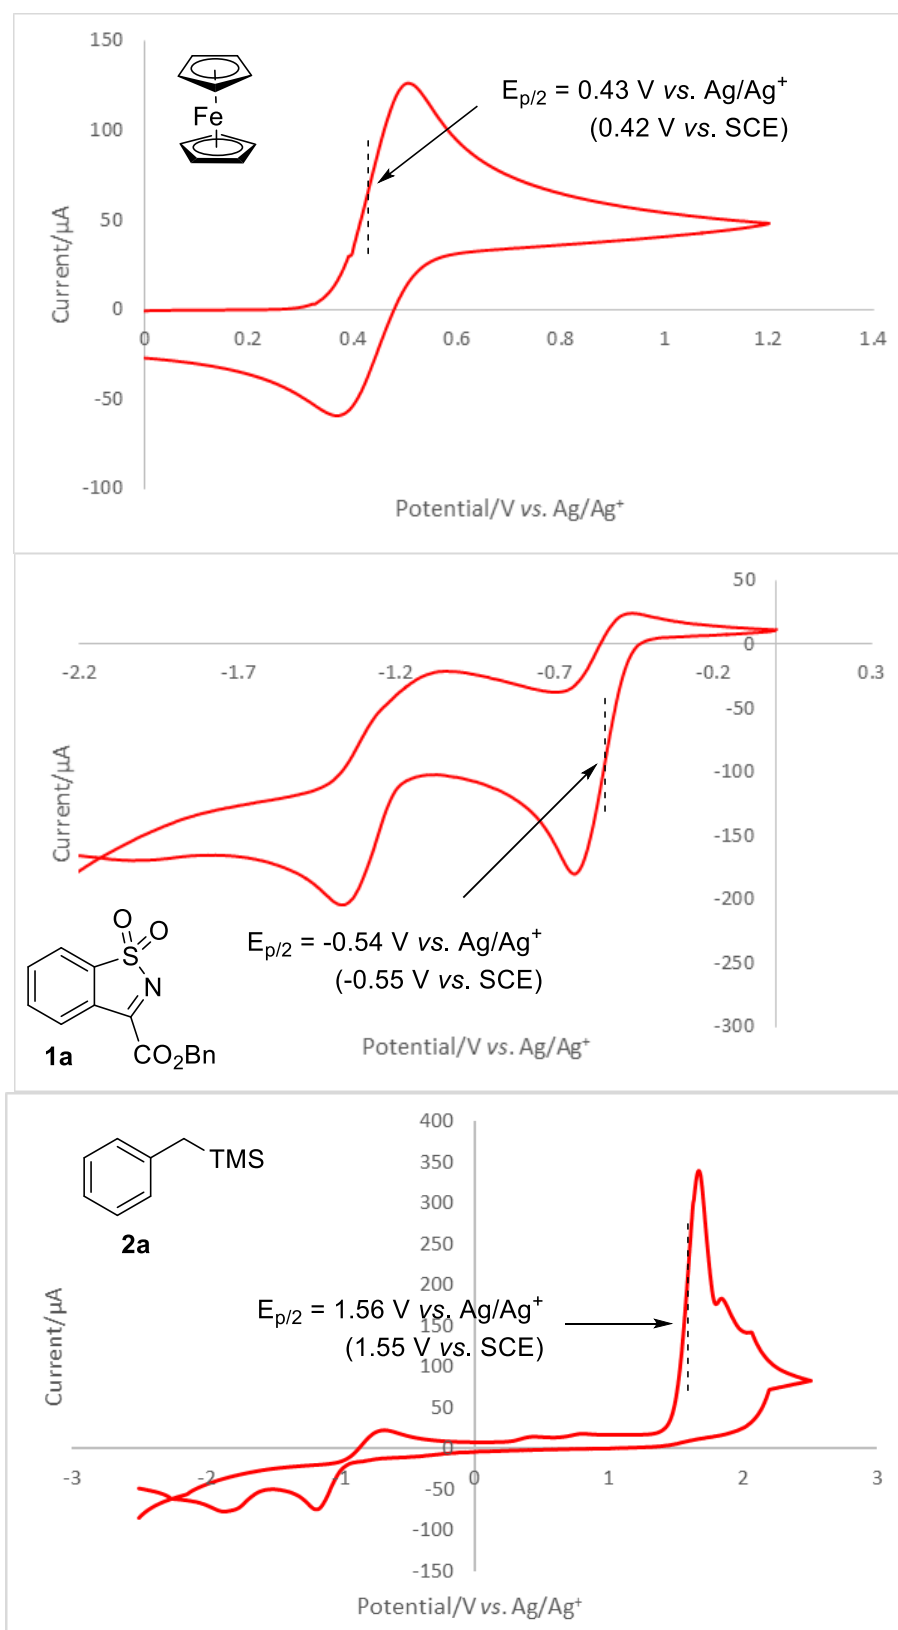 150
100
50
0
-50
-100
0
0.2
0.4
0.6
0.8
1
1.2
1.4
Current/µA
Potential/V vs. Ag/Ag⁺
Fe
Eₚ/₂ = 0.43 V vs. Ag/Ag⁺
(0.42 V vs. SCE)
50
0
-50
-100
-150
-200
-250
-300
-2.2
-1.7
-1.2
-0.7
-0.2
0.3
Current/µA
Eₚ/₂ = -0.54 V vs. Ag/Ag⁺
(-0.55 V vs. SCE)
O
O
S
N
CO₂Bn
1a
Potential/V vs. Ag/Ag⁺
400
350
300
250
200
150
100
50
0
-50
-100
-150
-3
-2
-1
0
1
2
3
TMS
2a
Current/µA
Eₚ/₂ = 1.56 V vs. Ag/Ag⁺
(1.55 V vs. SCE)
Potential/V vs. Ag/Ag⁺